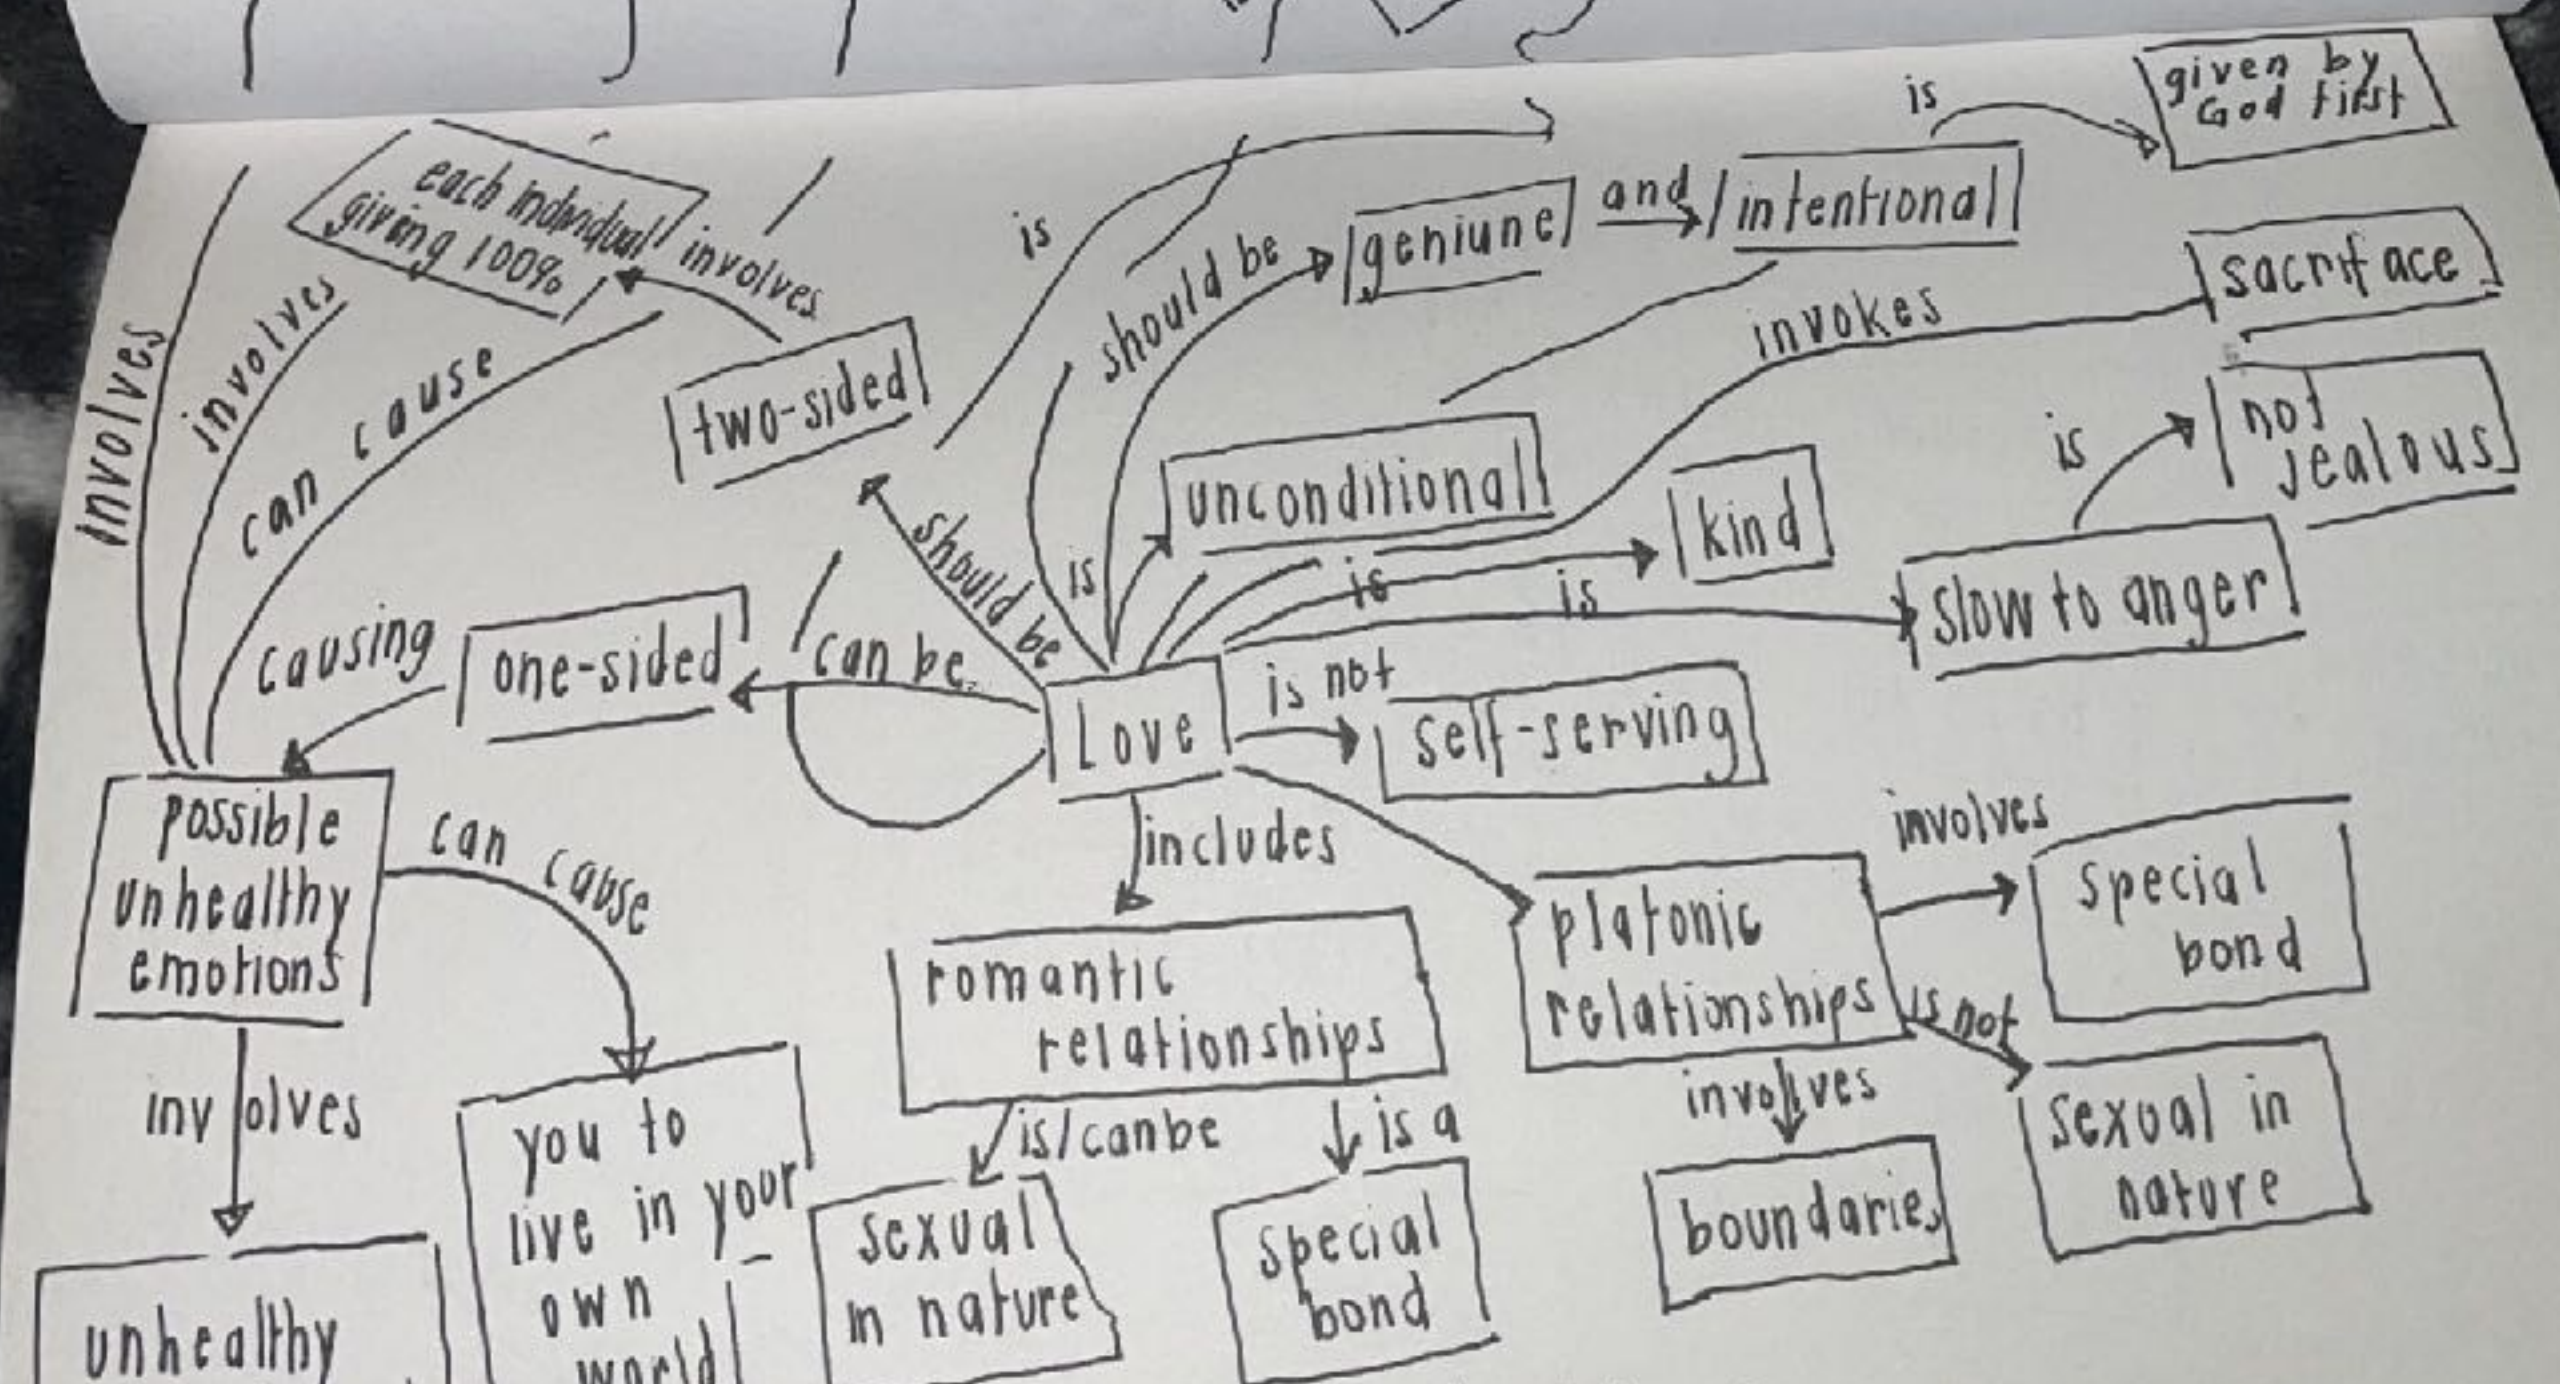 is
given by
God first
each individual
giving 100%
involves
is
should be
geniune
and
intentional
involves
involves
can cause
two-sided
invokes
sacriface
is
not
jealous
unconditional
is
kind
should be
is
is
slow to anger
causing
one-sided
can be
Love
is not
self-serving
possible
unhealthy
emotions
can cause
includes
involves
special
bond
platonic
relationships
is not
romantic
relationships
involves
you to
live in your
own
world
is/can be
is a
involves
boundaries
sexual in
nature
unhealthy
sexual
in nature
special
bond